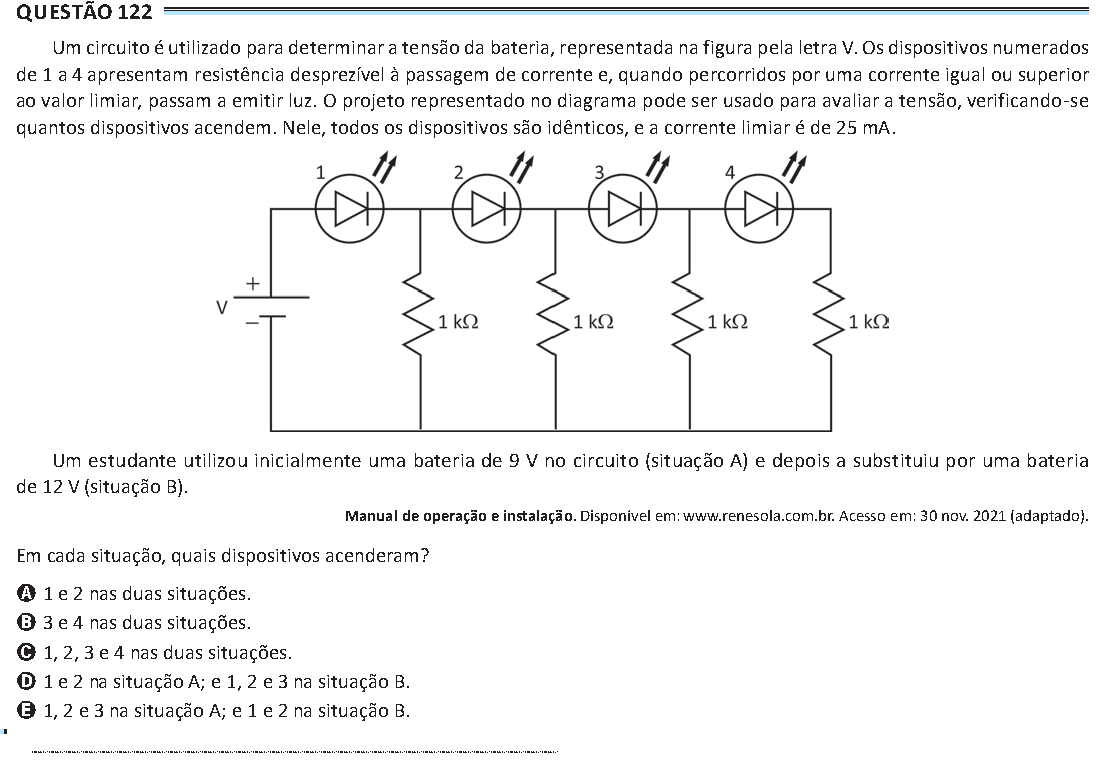 QUESTÃO 122
Um circuito é utilizado para determinar a tensão da bateria, representada na figura pela letra V. Os dispositivos numerados
de 1 a 4 apresentam resistência desprezível à passagem de corrente e, quando percorridos por uma corrente igual ou superior
ao valor limiar, passam a emitir luz. O projeto representado no diagrama pode ser usado para avaliar a tensão, verificando-se
quantos dispositivos acendem. Nele, todos os dispositivos são idênticos, e a corrente limiar é de 25 mA.
1 2 3 4
+
V
−
1 kΩ 1 kΩ 1 kΩ 1 kΩ
Um estudante utilizou inicialmente uma bateria de 9 V no circuito (situação A) e depois a substituiu por uma bateria
de 12 V (situação B).
Manual de operação e instalação. Disponível em: www.renesola.com.br. Acesso em: 30 nov. 2021 (adaptado).
Em cada situação, quais dispositivos acenderam?
A 1 e 2 nas duas situações.
B 3 e 4 nas duas situações.
C 1, 2, 3 e 4 nas duas situações.
D 1 e 2 na situação A; e 1, 2 e 3 na situação B.
E 1, 2 e 3 na situação A; e 1 e 2 na situação B.